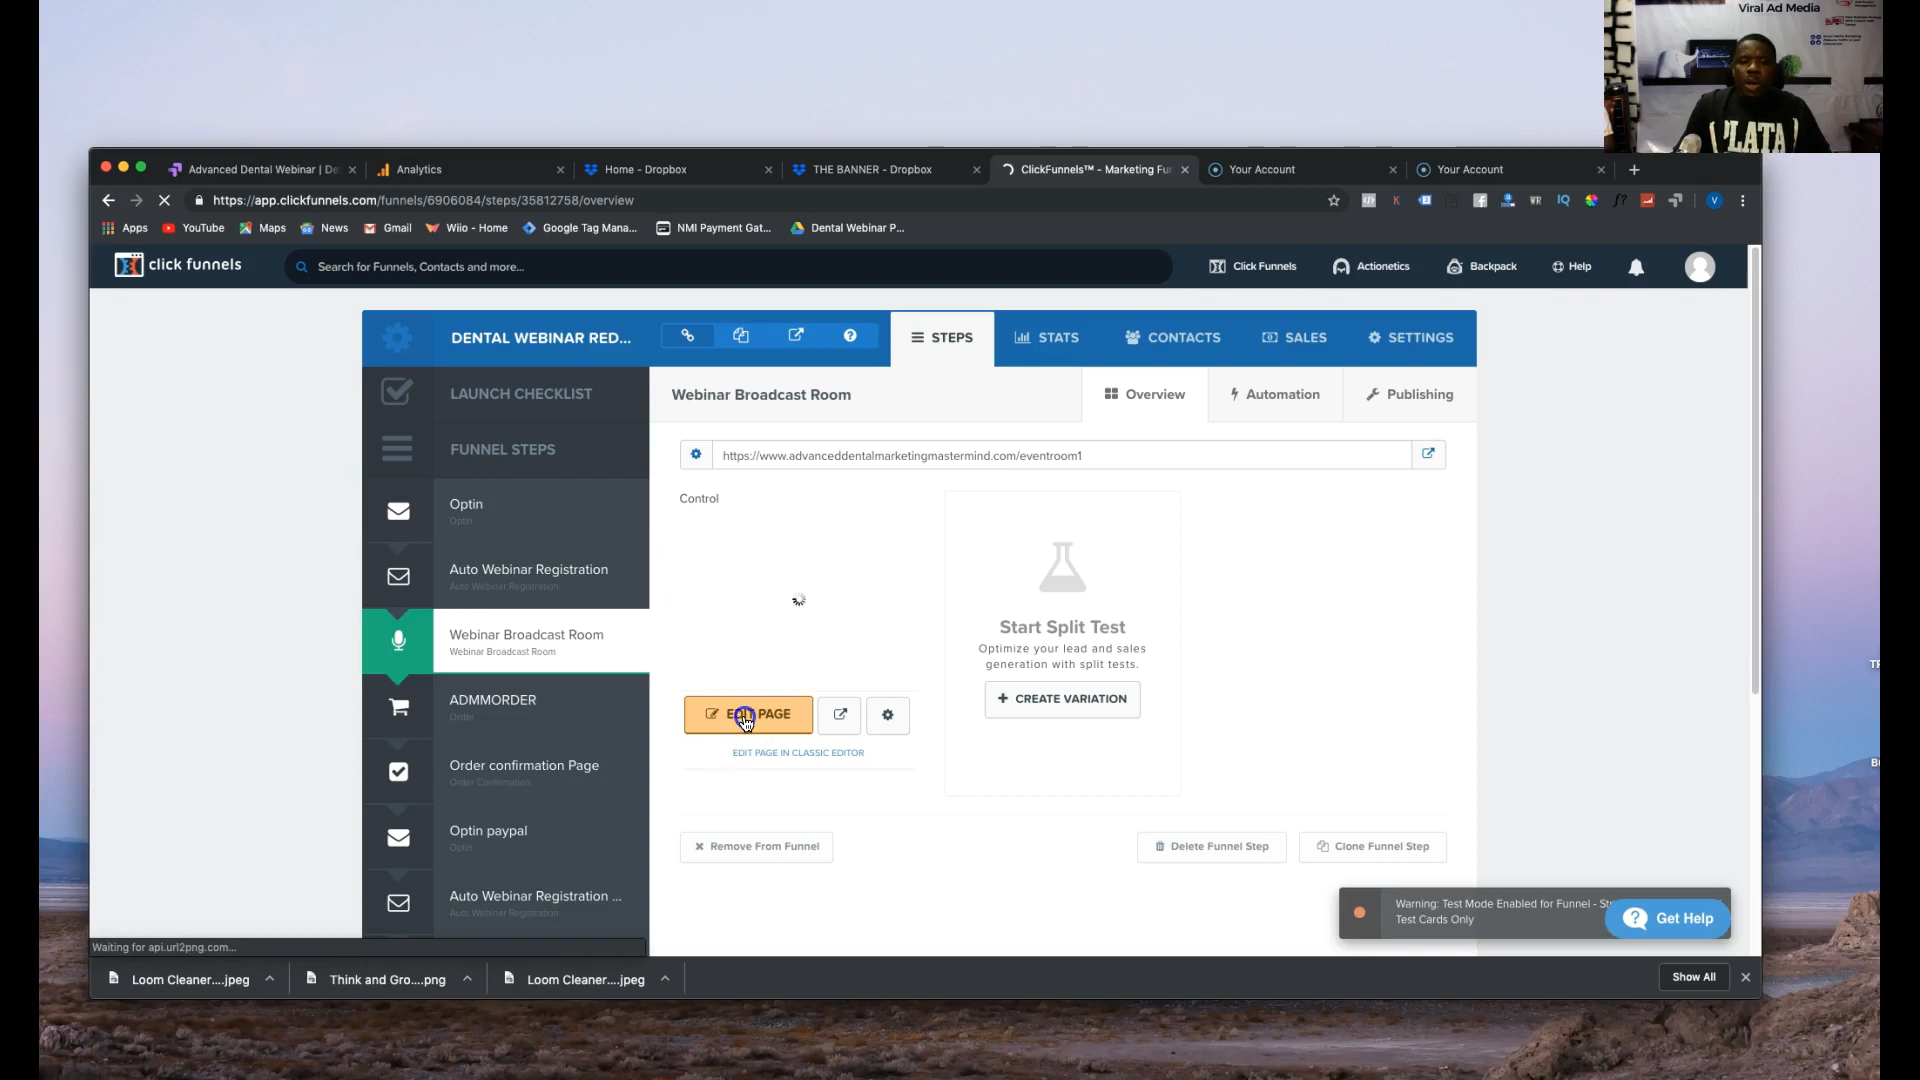 Viral Ad Media
PLATA
Advanced Dental Webinar | De
Analytics
Home - Dropbox
THE BANNER - Dropbox
ClickFunnels™ - Marketing Fun
Your Account
Your Account
https://app.clickfunnels.com/funnels/6906084/steps/35812758/overview
Apps
YouTube
Maps
News
Gmail
Wiio - Home
Google Tag Mana...
NMI Payment Gat...
Dental Webinar P...
click funnels
Search for Funnels, Contacts and more...
Click Funnels
Actionetics
Backpack
Help
DENTAL WEBINAR RED...
STEPS
STATS
CONTACTS
SALES
SETTINGS
LAUNCH CHECKLIST
Webinar Broadcast Room
Overview
Automation
Publishing
FUNNEL STEPS
https://www.advanceddentalmarketingmastermind.com/eventroom1
Optin
Optin
Control
Auto Webinar Registration
Auto Webinar Registration
Webinar Broadcast Room
Webinar Broadcast Room
Start Split Test
Optimize your lead and sales
generation with split tests.
CREATE VARIATION
ADMMORDER
Order
EDIT PAGE
EDIT PAGE IN CLASSIC EDITOR
Order confirmation Page
Order Confirmation
Optin paypal
Optin
Remove From Funnel
Delete Funnel Step
Clone Funnel Step
Auto Webinar Registration ...
Auto Webinar Registration
Warning: Test Mode Enabled for Funnel - Str
Test Cards Only
Get Help
Waiting for api.url2png.com...
Loom Cleaner....jpeg
Think and Gro....png
Loom Cleaner....jpeg
Show All